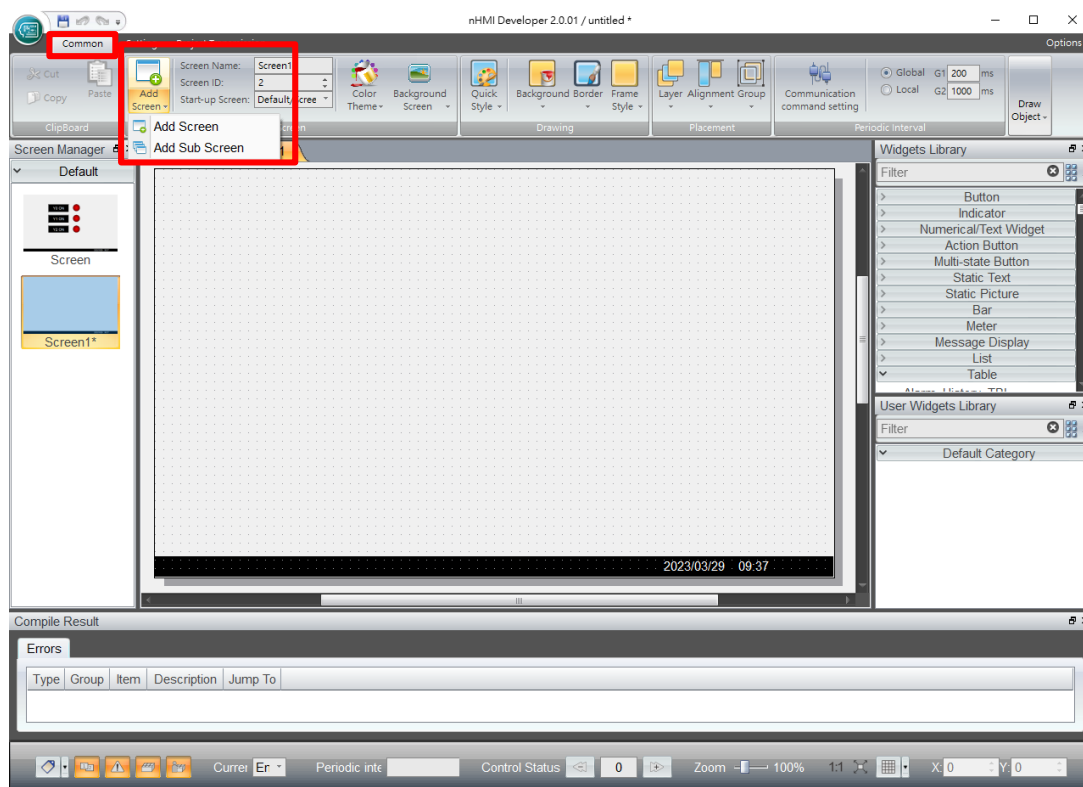 nHMI Developer 2.0.01 / untitled *
Common
Options
Cut
Copy
Paste
ClipBoard
Add
Screen
Screen Name: Screen1
Screen ID: 2
Start-up Screen: Default/Scree
Color
Theme
Background
Screen
Quick
Style
Background
Border
Frame
Style
Drawing
Layer
Alignment
Group
Placement
Communication
command setting
Global G1 200 ms
Local G2 1000 ms
Periodic Interval
Draw
Object
Add Screen
Add Sub Screen
Screen Manager
Default
Screen
Screen1*
2023/03/29 09:37
Widgets Library
Filter
Button
Indicator
Numerical/Text Widget
Action Button
Multi-state Button
Static Text
Static Picture
Bar
Meter
Message Display
List
Table
User Widgets Library
Filter
Default Category
Compile Result
Errors
Type Group Item Description Jump To
Currer Er Periodic inte Control Status 0 Zoom 100% 1:1 X: 0 Y: 0